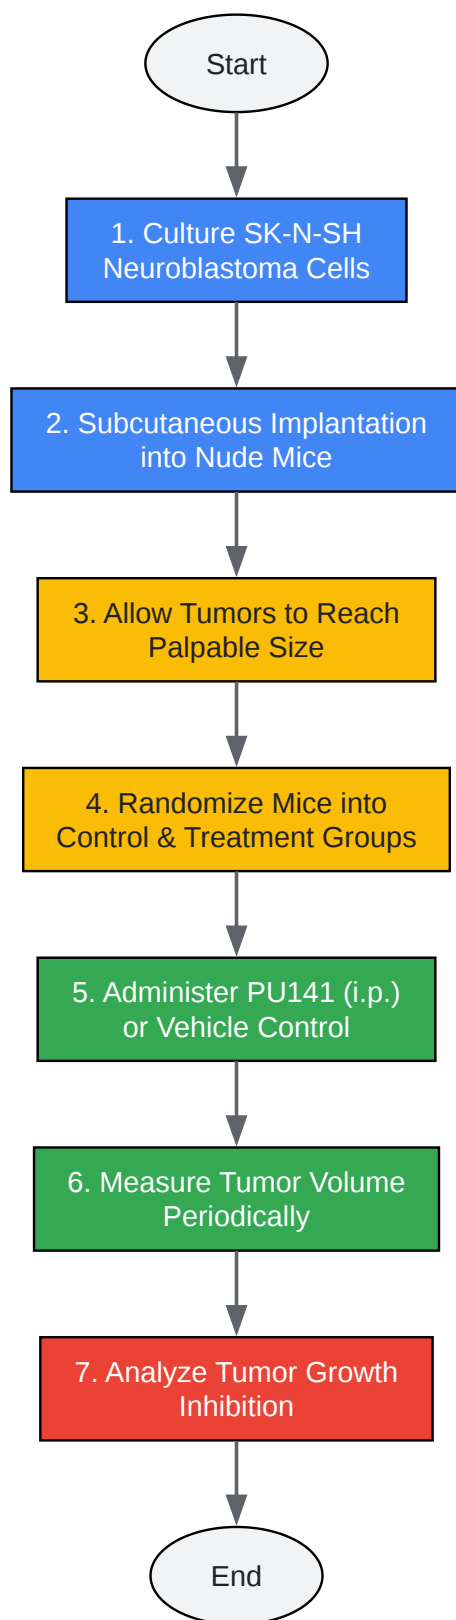 Start
1. Culture SK-N-SH
Neuroblastoma Cells
2. Subcutaneous Implantation
into Nude Mice
3. Allow Tumors to Reach
Palpable Size
4. Randomize Mice into
Control & Treatment Groups
5. Administer PU141 (i.p.)
or Vehicle Control
6. Measure Tumor Volume
Periodically
7. Analyze Tumor Growth
Inhibition
End